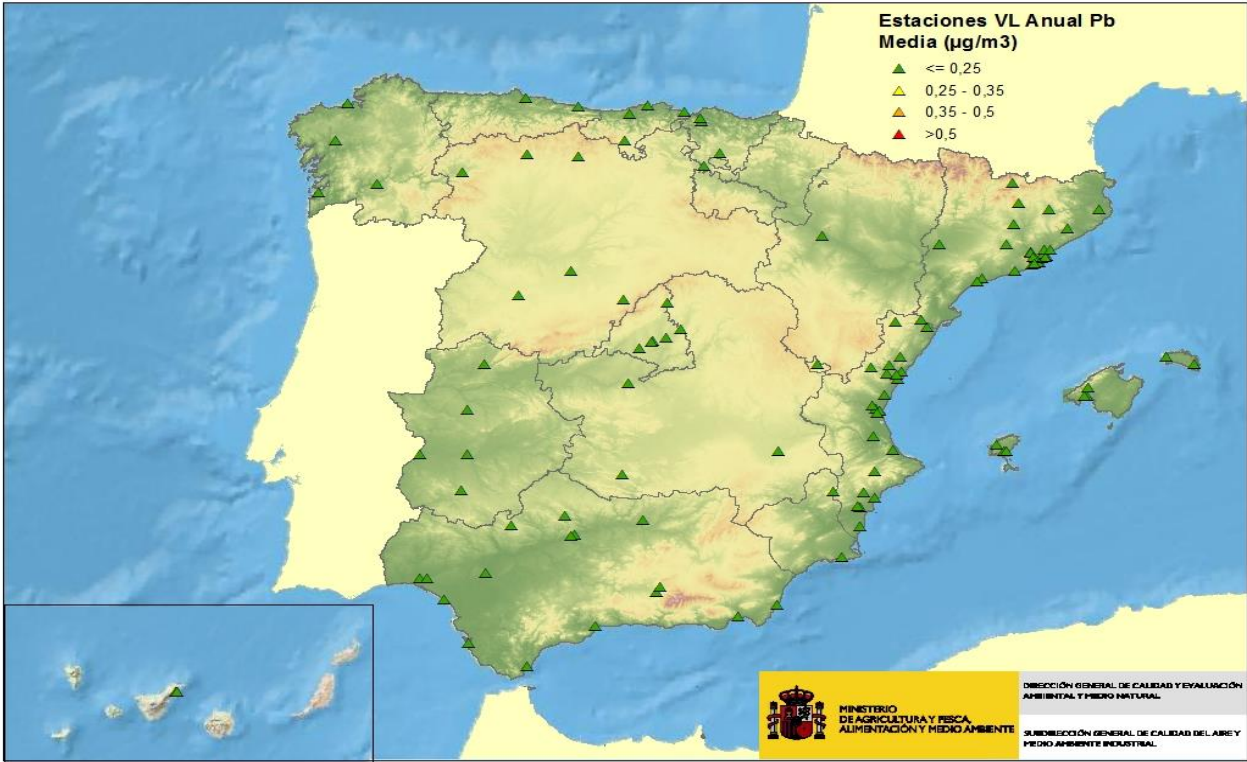 Estaciones VL Anual Pb
Media (µg/m3)
<= 0,25
0,25 - 0,35
0,35 - 0,5
>0,5
MINISTERIO
DE AGRICULTURA Y PESCA,
ALIMENTACIÓN Y MEDIO AMBIENTE
DIRECCIÓN GENERAL DE CALIDAD Y EVALUACIÓN
AMBIENTAL Y MEDIO NATURAL
SUBDIRECCIÓN GENERAL DE CALIDAD DEL AIRE Y
MEDIO AMBIENTE INDUSTRIAL